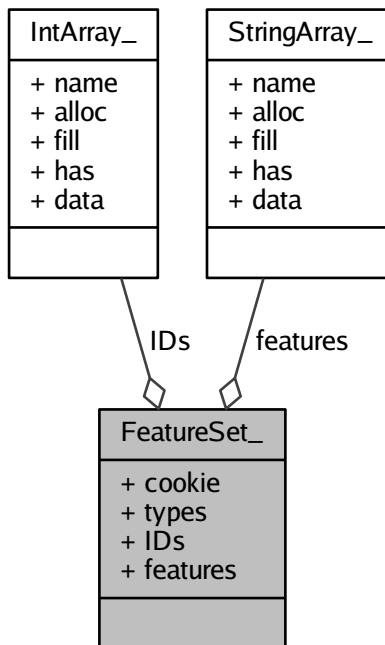 IntArray_
+ name
+ alloc
+ fill
+ has
+ data
StringArray_
+ name
+ alloc
+ fill
+ has
+ data
IDs
features
FeatureSet_
+ cookie
+ types
+ IDs
+ features